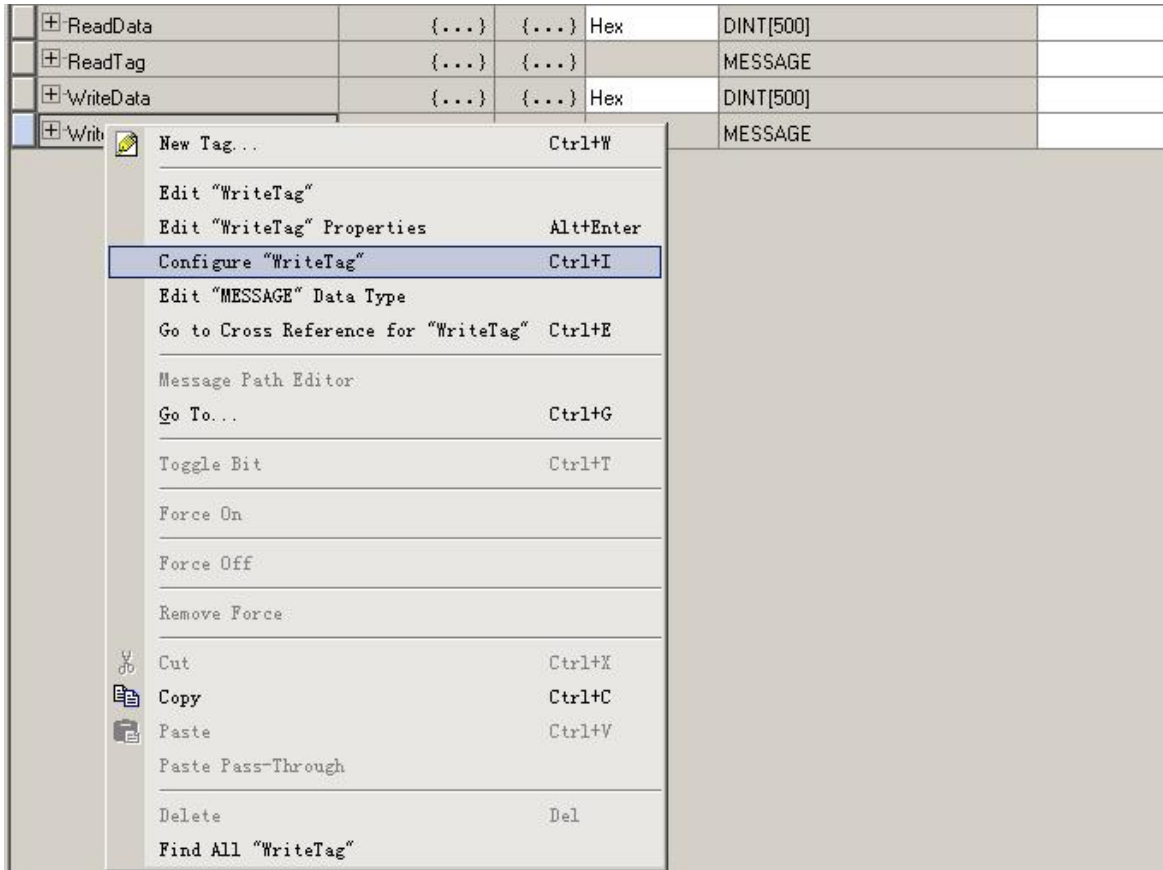 ReadData {...} {...} Hex DINT[500]
ReadTag {...} {...} MESSAGE
WriteData {...} {...} Hex DINT[500]
MESSAGE
New Tag... Ctrl+W
Edit "WriteTag"
Edit "WriteTag" Properties Alt+Enter
Configure "WriteTag" Ctrl+I
Edit "MESSAGE" Data Type
Go to Cross Reference for "WriteTag" Ctrl+E
Message Path Editor
Go To... Ctrl+G
Toggle Bit Ctrl+T
Force On
Force Off
Remove Force
Cut Ctrl+X
Copy Ctrl+C
Paste Ctrl+V
Paste Pass-Through
Delete Del
Find All "WriteTag"